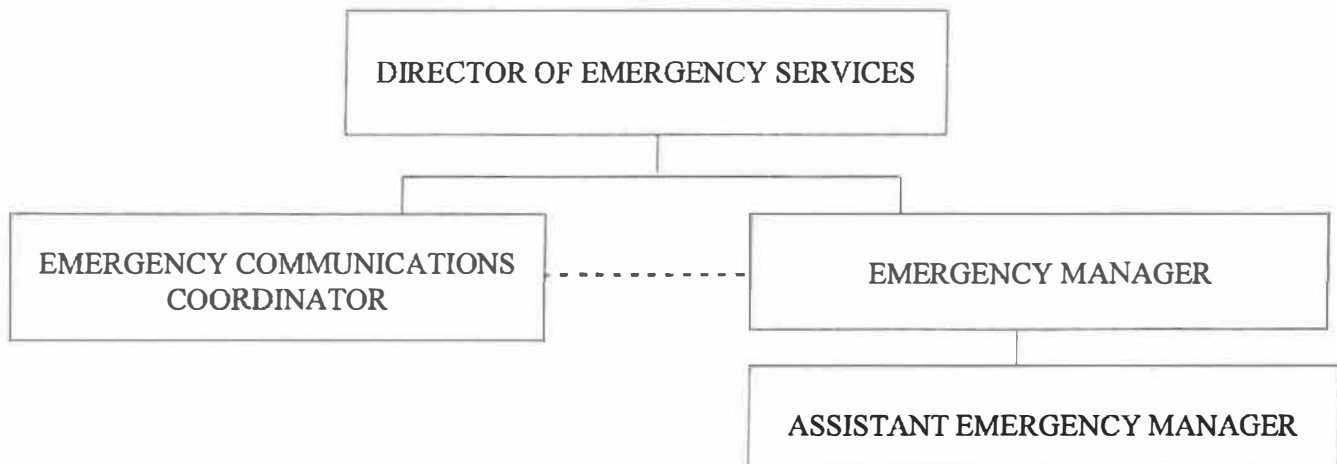 DIRECTOR OF EMERGENCY SERVICES
EMERGENCY COMMUNICATIONS
COORDINATOR
EMERGENCY MANAGER
ASSISTANT EMERGENCY MANAGER